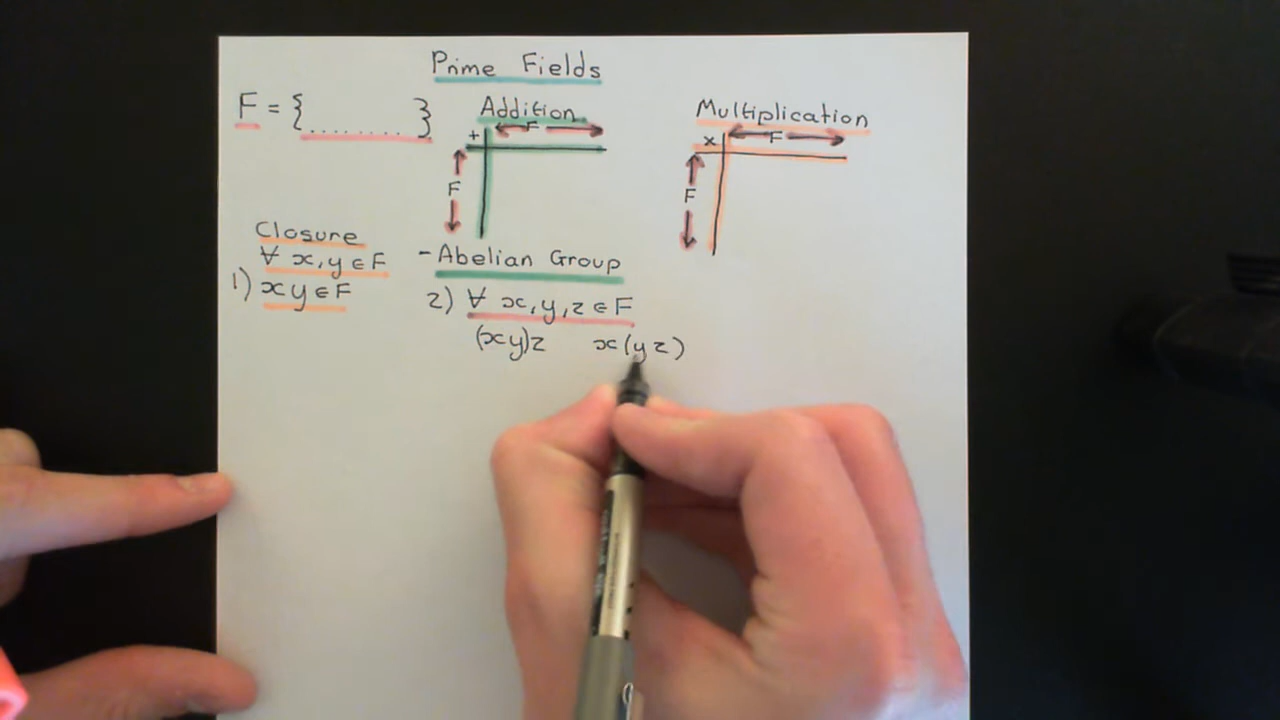 Prime Fields
F = {.........}
Addition
+ F
F
Multiplication
x F
F
Closure
∀ x,y ∈ F
1) xy ∈ F
- Abelian Group
2) ∀ x,y,z ∈ F
(xy)z x(yz)